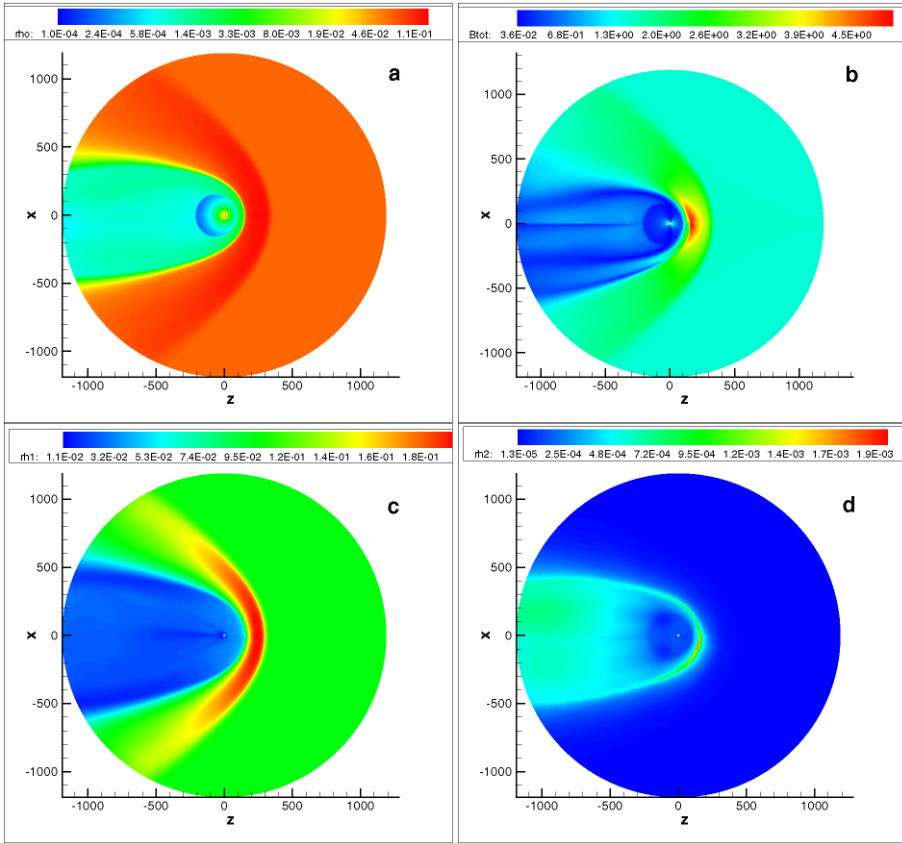 rho: 1.0E-04 2.4E-04 5.8E-04 1.4E-03 3.3E-03 8.0E-03 1.9E-02 4.6E-02 1.1E-01
a
1000
500
0
-500
-1000
x
-1000 -500 0 500 1000
z
Btot: 3.6E-02 6.8E-01 1.3E+00 2.0E+00 2.6E+00 3.2E+00 3.9E+00 4.5E+00
b
1000
500
0
-500
-1000
x
-1000 -500 0 500 1000
z
rh1: 1.1E-02 3.2E-02 5.3E-02 7.4E-02 9.5E-02 1.2E-01 1.4E-01 1.6E-01 1.8E-01
c
1000
500
0
-500
-1000
x
-1000 -500 0 500 1000
z
rh2: 1.3E-05 2.5E-04 4.8E-04 7.2E-04 9.5E-04 1.2E-03 1.4E-03 1.7E-03 1.9E-03
d
1000
500
0
-500
-1000
x
-1000 -500 0 500 1000
z